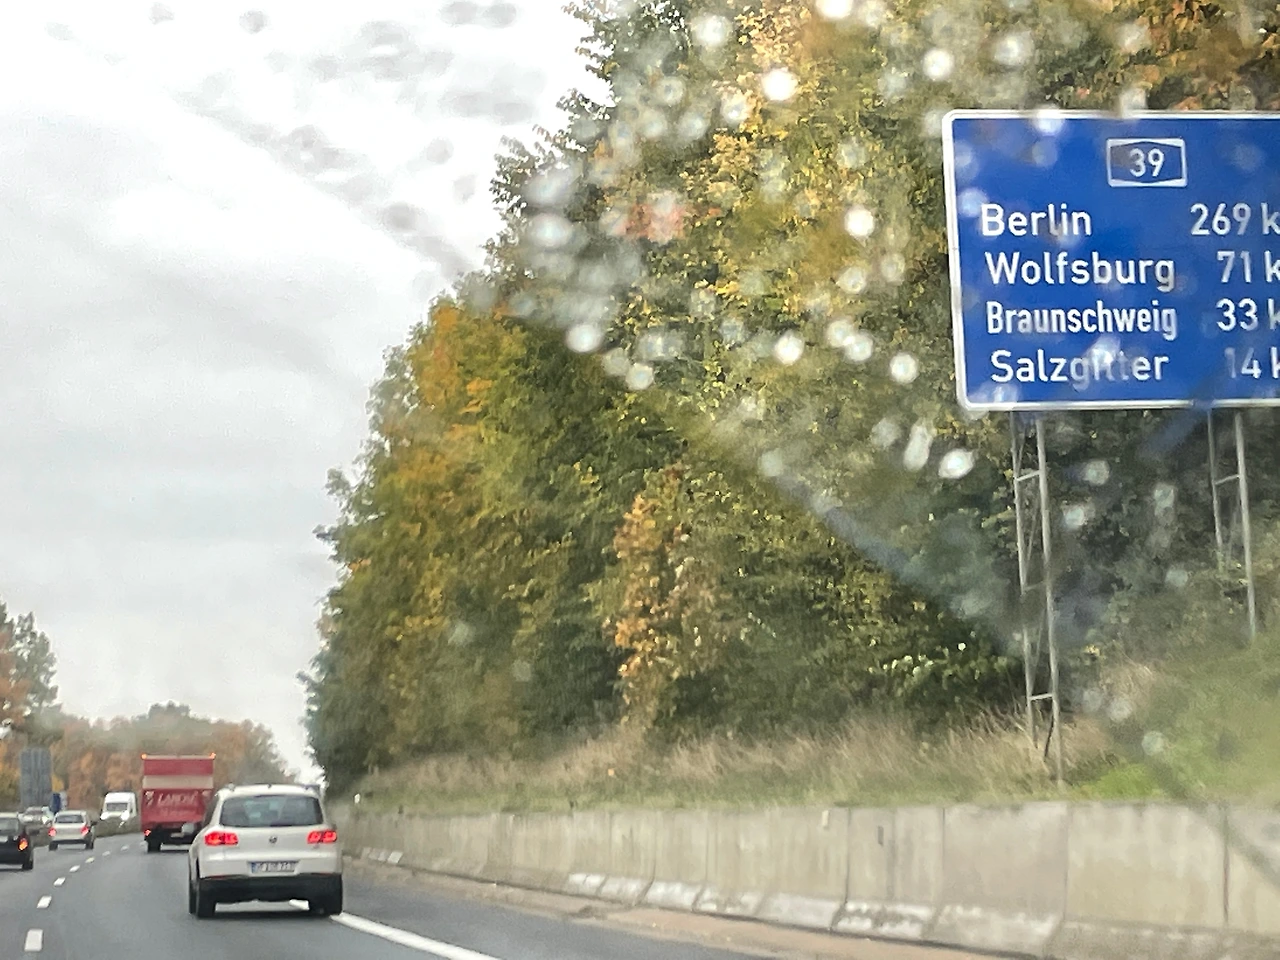 39
Berlin 269 k
Wolfsburg 71 k
Braunschweig 33 k
Salzgitter 14 k